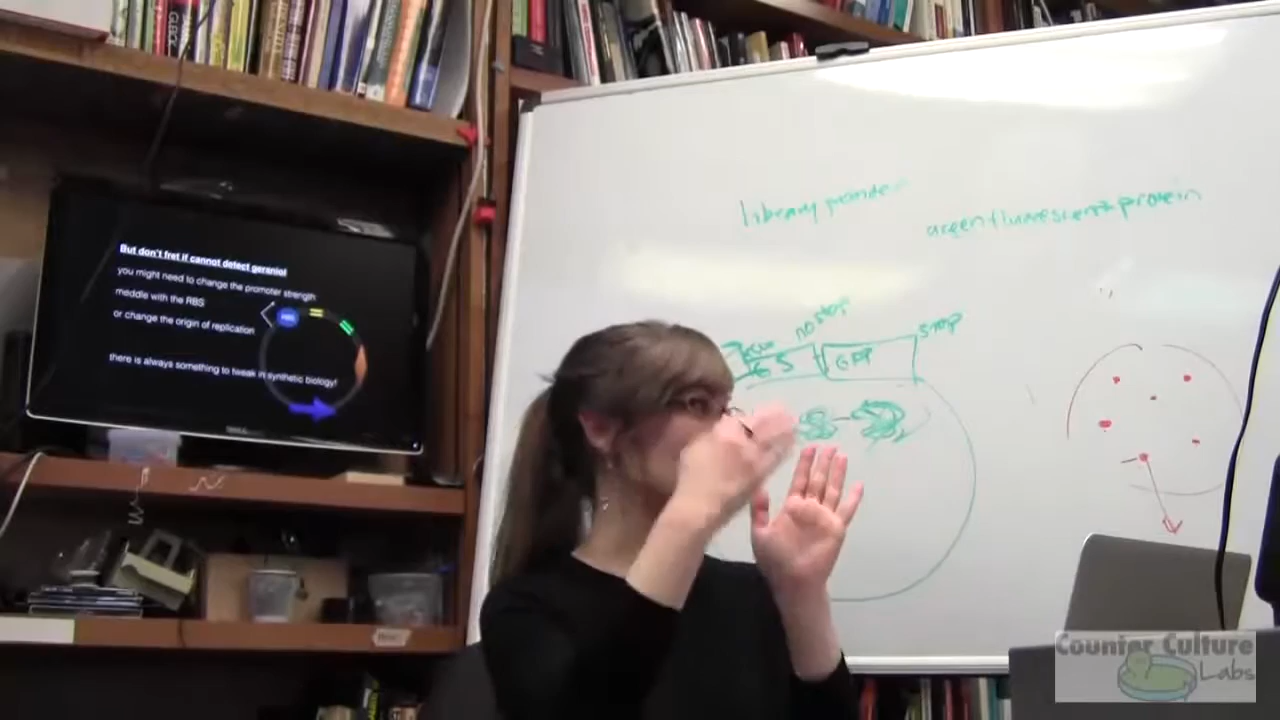 But don't fret if cannot detect geraniol
you might need to change the promoter strength
meddle with the RBS
or change the origin of replication
there is always something to tweak in synthetic biology!
RBS
DELL
library
green fluorescent protein
no stop
stop
GFP
Counter Culture
Labs